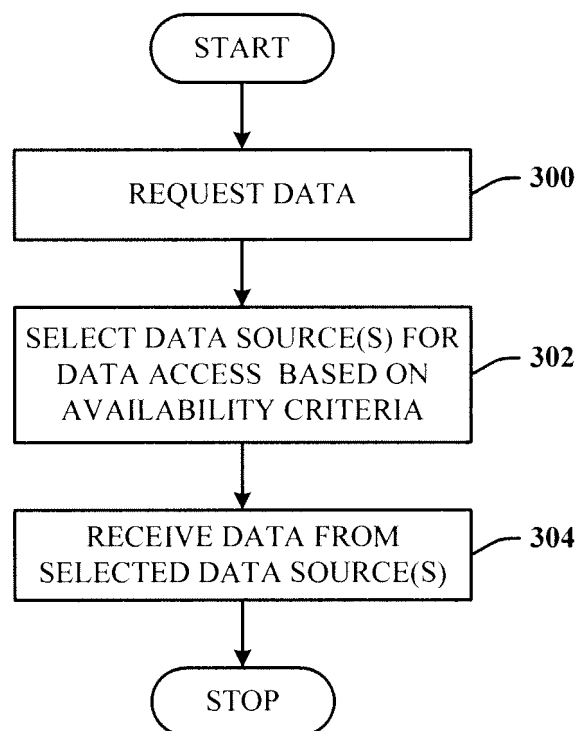 START
REQUEST DATA
300
SELECT DATA SOURCE(S) FOR
DATA ACCESS BASED ON
AVAILABILITY CRITERIA
302
RECEIVE DATA FROM
SELECTED DATA SOURCE(S)
304
STOP